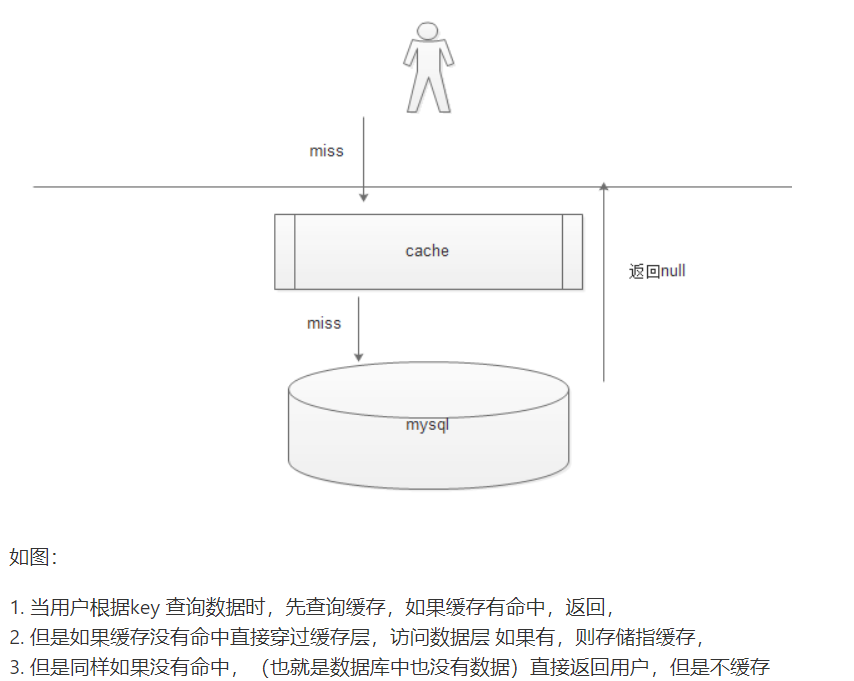 miss
cache
返回null
miss
mysql
如图：
1. 当用户根据key 查询数据时，先查询缓存，如果缓存有命中，返回，
2. 但是如果缓存没有命中直接穿过缓存层，访问数据层 如果有，则存储指缓存，
3. 但是同样如果没有命中，（也就是数据库中也没有数据）直接返回用户，但是不缓存